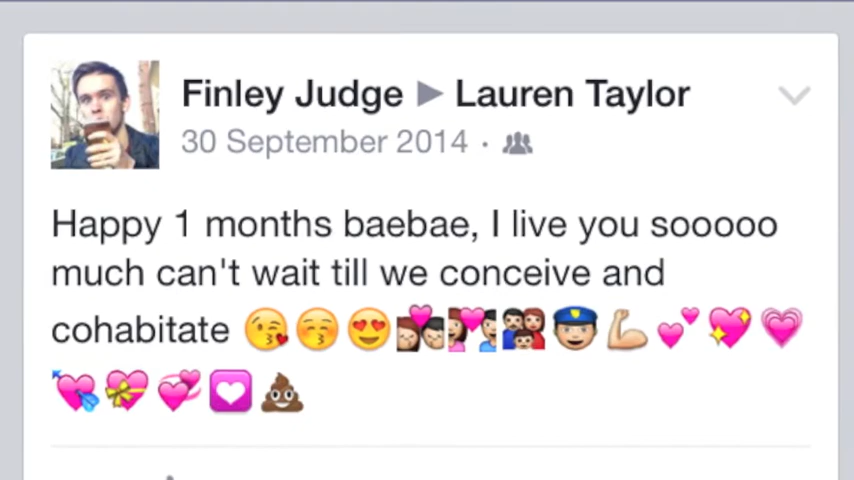 Finley Judge ▶ Lauren Taylor
30 September 2014 ·
Happy 1 months baebae, I live you sooooo
much can't wait till we conceive and
cohabitate 😘😚😍💏💑👪👮💪💕💖💗
💘💝💞💟💩